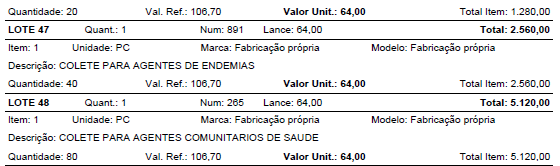 Quantidade: 20 Val. Ref.: 106,70 Valor Unit.: 64,00 Total Item: 1.280,00
LOTE 47 Quant.: 1 Num: 891 Lance: 64,00 Total: 2.560,00
Item: 1 Unidade: PC Marca: Fabricação própria Modelo: Fabricação própria
Descrição: COLETE PARA AGENTES DE ENDEMIAS
Quantidade: 40 Val. Ref.: 106,70 Valor Unit.: 64,00 Total Item: 2.560,00
LOTE 48 Quant.: 1 Num: 265 Lance: 64,00 Total: 5.120,00
Item: 1 Unidade: PC Marca: Fabricação própria Modelo: Fabricação própria
Descrição: COLETE PARA AGENTES COMUNITARIOS DE SAUDE
Quantidade: 80 Val. Ref.: 106,70 Valor Unit.: 64,00 Total Item: 5.120,00